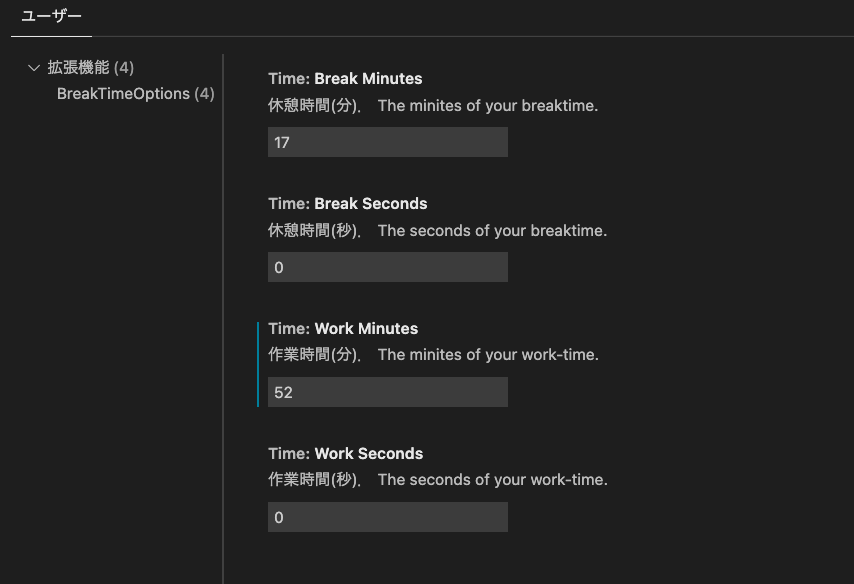 ユーザー
拡張機能 (4)
BreakTimeOptions (4)
Time: Break Minutes
休憩時間(分)． The minites of your breaktime.
17
Time: Break Seconds
休憩時間(秒)． The seconds of your breaktime.
0
Time: Work Minutes
作業時間(分)． The minites of your work-time.
52
Time: Work Seconds
作業時間(秒)． The seconds of your work-time.
0